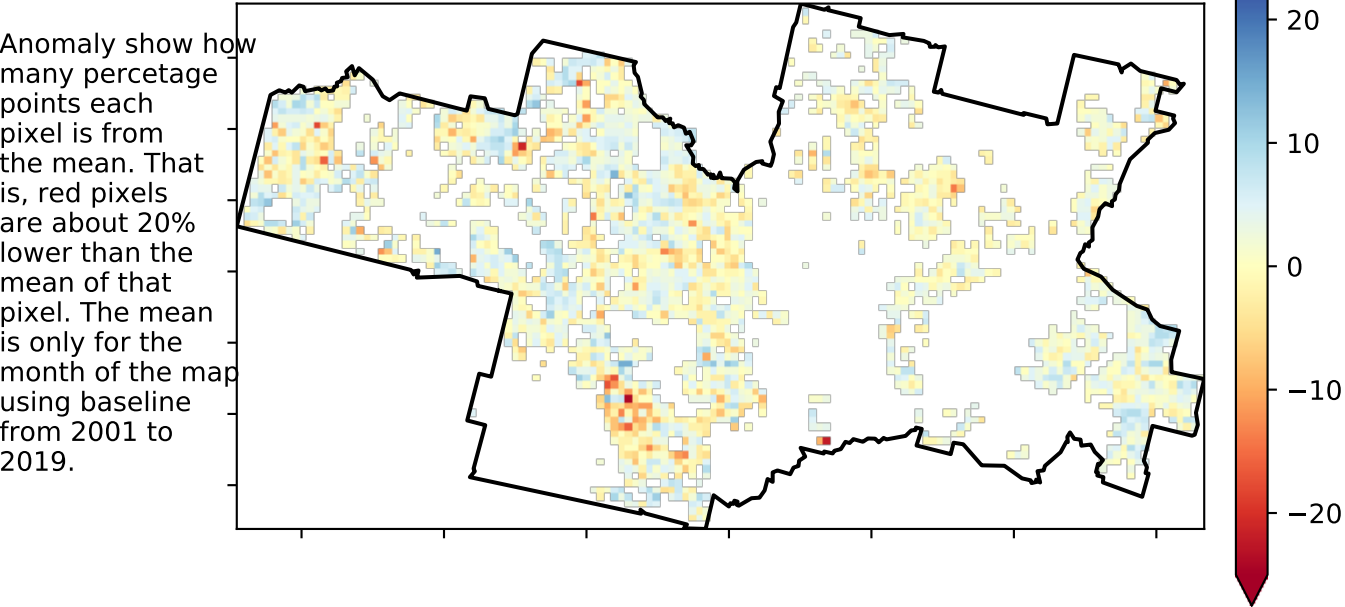 Anomaly show how
many percetage
points each
pixel is from
the mean. That
is, red pixels
are about 20%
lower than the
mean of that
pixel. The mean
is only for the
month of the map
using baseline
from 2001 to
2019.
20
10
0
−10
−20